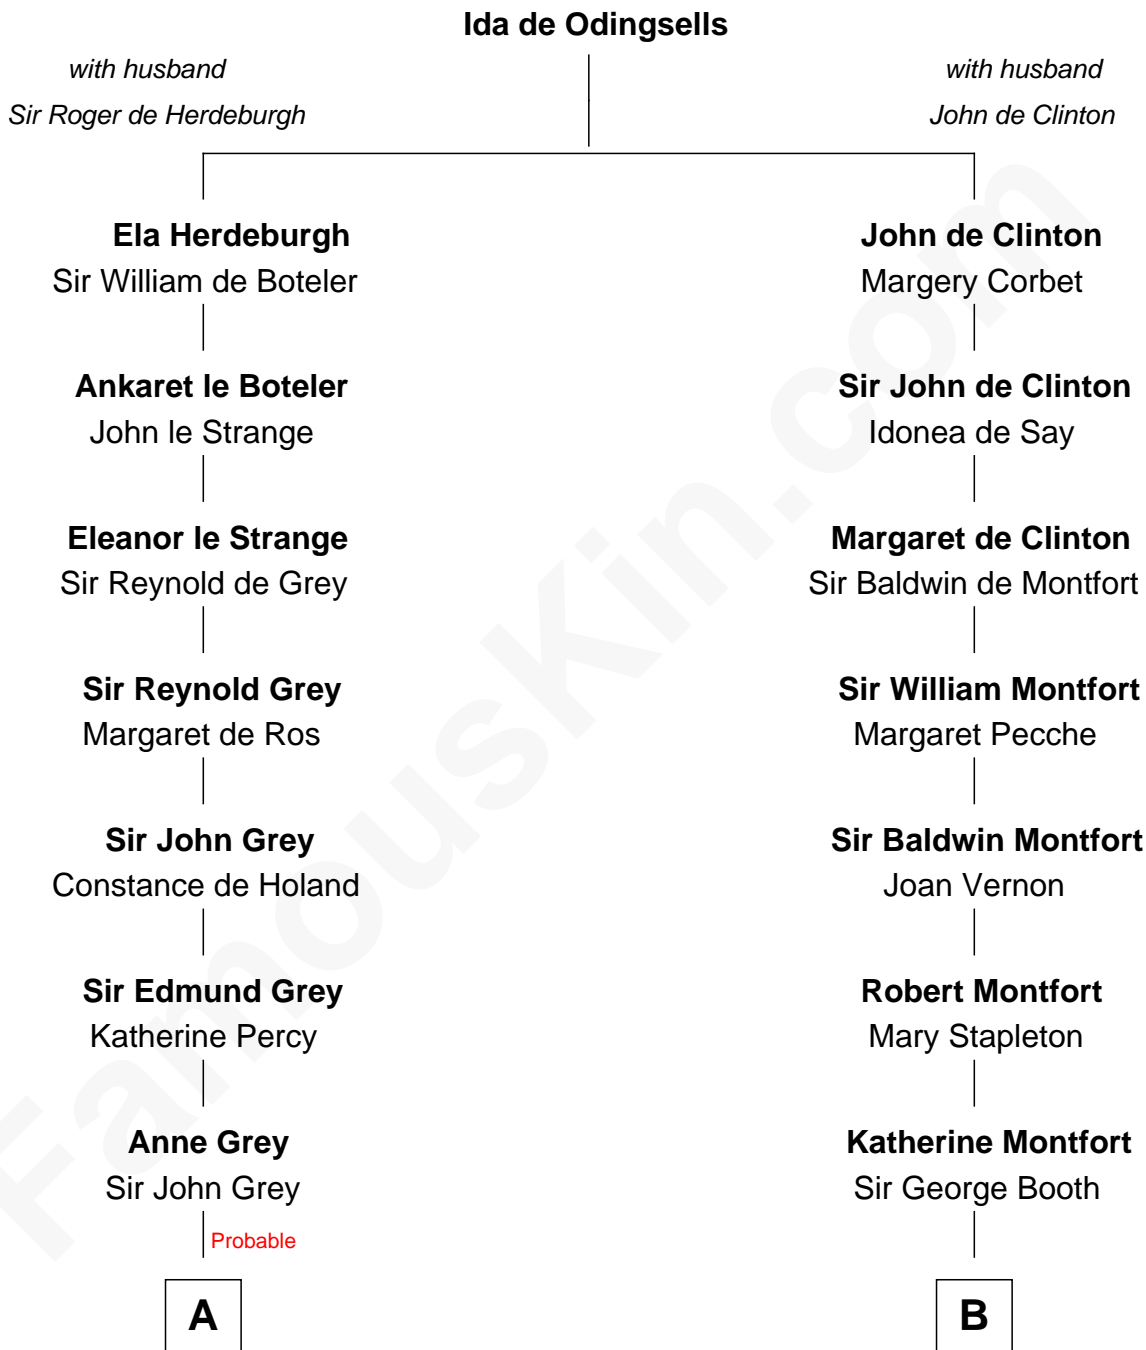 Ida de Odingsells
with husband
Sir Roger de Herdeburgh
with husband
John de Clinton
Ela Herdeburgh
Sir William de Boteler
John de Clinton
Margery Corbet
Ankaret le Boteler
John le Strange
Sir John de Clinton
Idonea de Say
Eleanor le Strange
Sir Reynold de Grey
Margaret de Clinton
Sir Baldwin de Montfort
Sir Reynold Grey
Margaret de Ros
Sir William Montfort
Margaret Pecche
Sir John Grey
Constance de Holand
Sir Baldwin Montfort
Joan Vernon
Sir Edmund Grey
Katherine Percy
Robert Montfort
Mary Stapleton
Anne Grey
Sir John Grey
Katherine Montfort
Sir George Booth
Probable
A
B
FamousKin.com